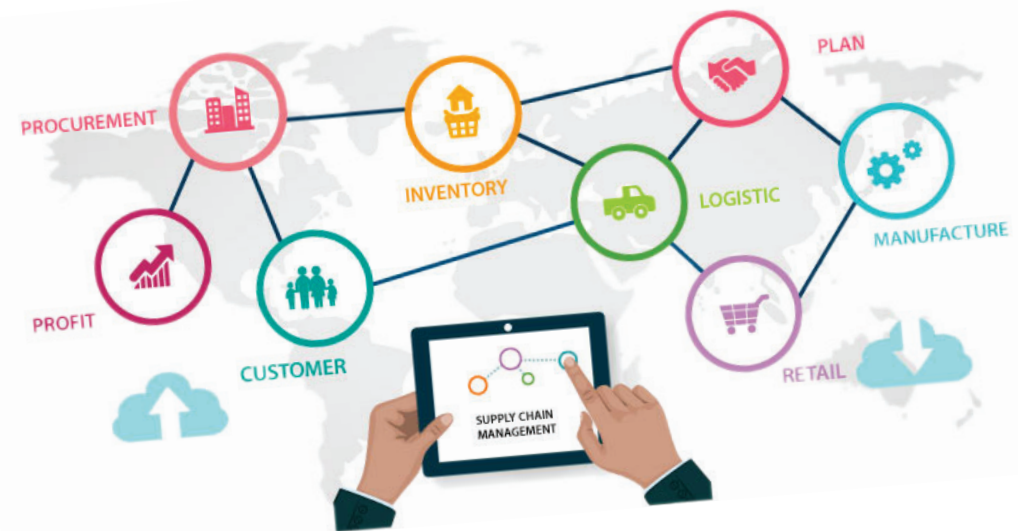 PLAN
PROCUREMENT
INVENTORY
LOGISTIC
MANUFACTURE
PROFIT
CUSTOMER
RETAIL
SUPPLY CHAIN
MANAGEMENT